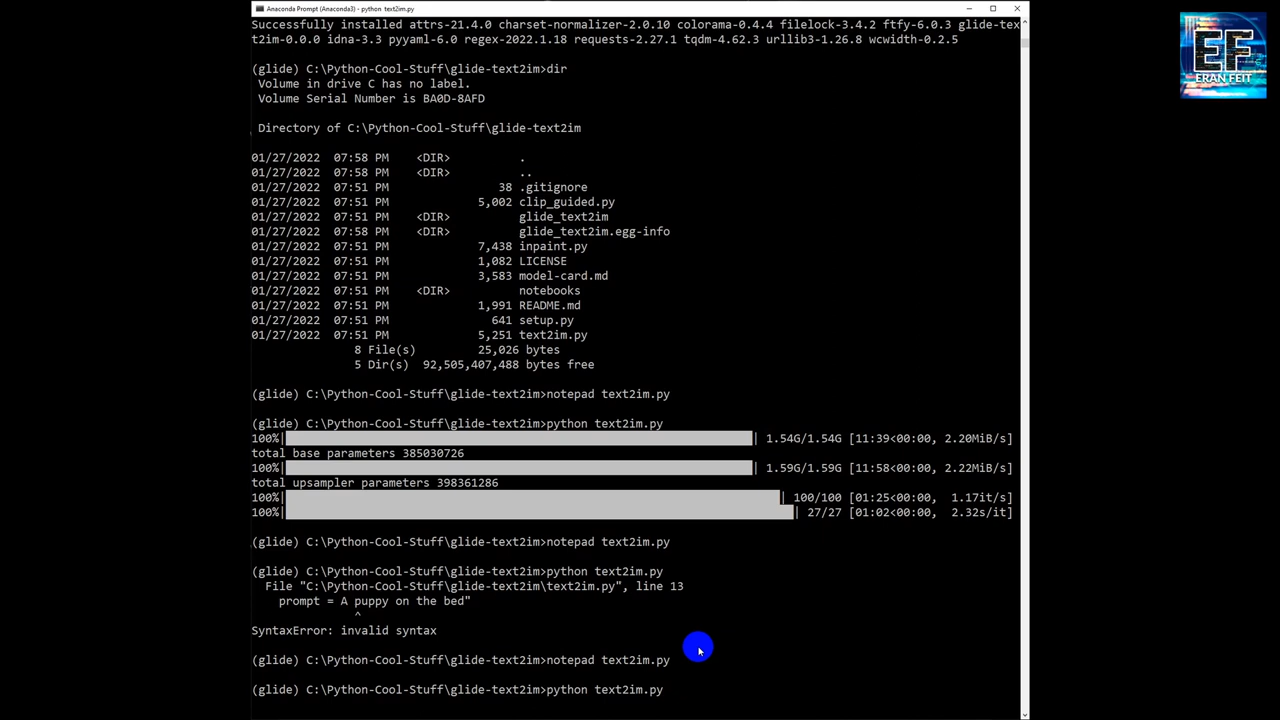 Anaconda Prompt (Anaconda3) - python text2im.py
Successfully installed attrs-21.4.0 charset-normalizer-2.0.10 colorama-0.4.4 filelock-3.4.2 ftfy-6.0.3 glide-tex
t2im-0.0.0 idna-3.3 pyyaml-6.0 regex-2022.1.18 requests-2.27.1 tqdm-4.62.3 urllib3-1.26.8 wcwidth-0.2.5
(glide) C:\Python-Cool-Stuff\glide-text2im>dir
Volume in drive C has no label.
Volume Serial Number is BA0D-8AFD
Directory of C:\Python-Cool-Stuff\glide-text2im
01/27/2022 07:58 PM <DIR> .
01/27/2022 07:58 PM <DIR> ..
01/27/2022 07:51 PM 38 .gitignore
01/27/2022 07:51 PM 5,002 clip_guided.py
01/27/2022 07:51 PM <DIR> glide_text2im
01/27/2022 07:58 PM <DIR> glide_text2im.egg-info
01/27/2022 07:51 PM 7,438 inpaint.py
01/27/2022 07:51 PM 1,082 LICENSE
01/27/2022 07:51 PM 3,583 model-card.md
01/27/2022 07:51 PM <DIR> notebooks
01/27/2022 07:51 PM 1,991 README.md
01/27/2022 07:51 PM 641 setup.py
01/27/2022 07:51 PM 5,251 text2im.py
8 File(s) 25,026 bytes
5 Dir(s) 92,505,407,488 bytes free
(glide) C:\Python-Cool-Stuff\glide-text2im>notepad text2im.py
(glide) C:\Python-Cool-Stuff\glide-text2im>python text2im.py
100%| | 1.54G/1.54G [11:39<00:00, 2.20MiB/s]
total base parameters 385030726
100%| | 1.59G/1.59G [11:58<00:00, 2.22MiB/s]
total upsampler parameters 398361286
100%| | 100/100 [01:25<00:00, 1.17it/s]
100%| | 27/27 [01:02<00:00, 2.32s/it]
(glide) C:\Python-Cool-Stuff\glide-text2im>notepad text2im.py
(glide) C:\Python-Cool-Stuff\glide-text2im>python text2im.py
File "C:\Python-Cool-Stuff\glide-text2im\text2im.py", line 13
prompt = A puppy on the bed"
^
SyntaxError: invalid syntax
(glide) C:\Python-Cool-Stuff\glide-text2im>notepad text2im.py
(glide) C:\Python-Cool-Stuff\glide-text2im>python text2im.py
EF
ERAN FEIT